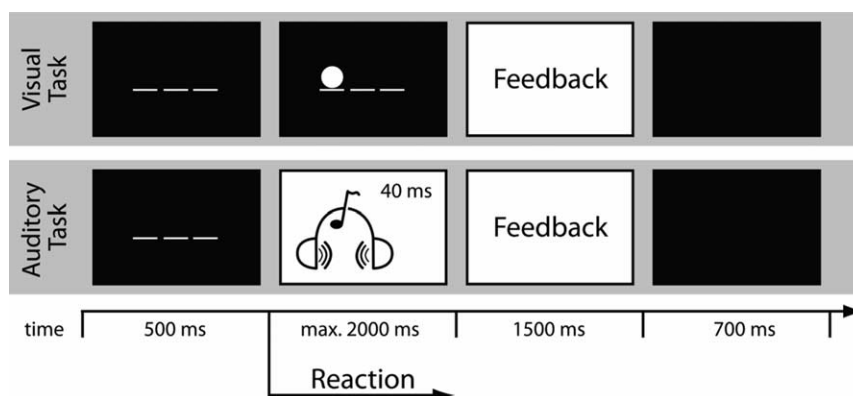 Visual
Task
Feedback
Auditory
Task
40 ms
Feedback
time
500 ms
max. 2000 ms
1500 ms
700 ms
Reaction